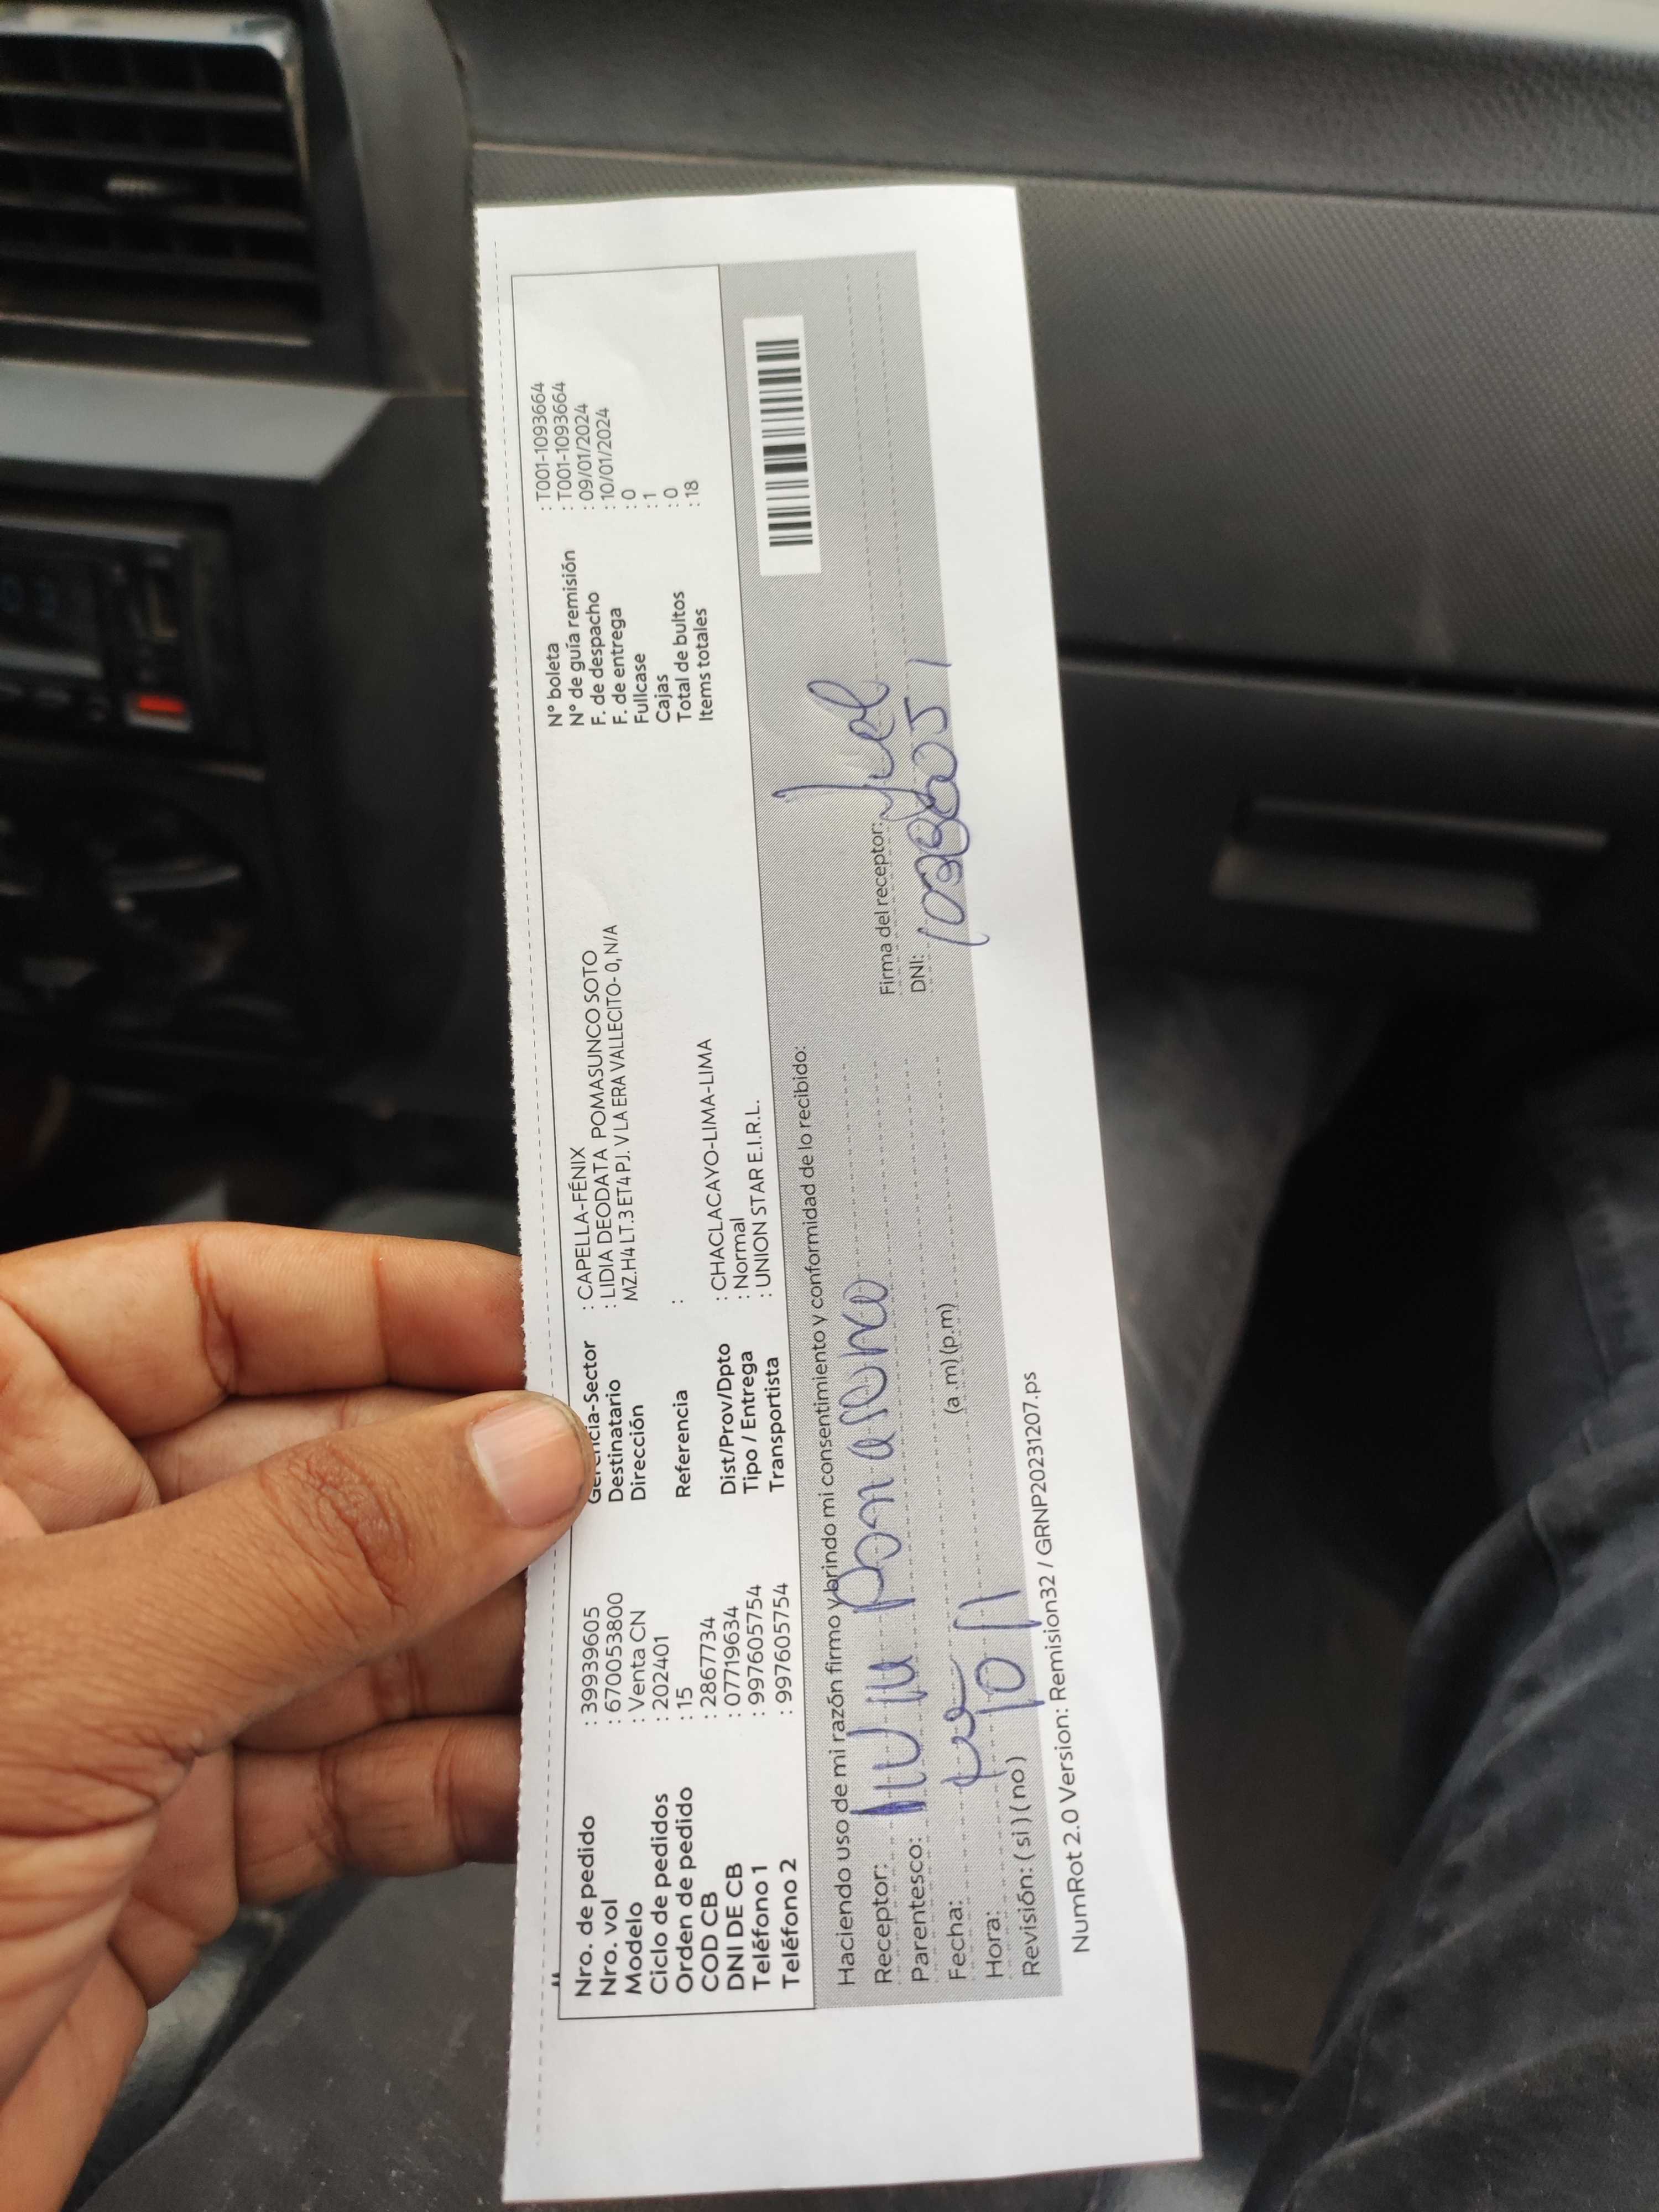 Nro. de pedido : 39939605
Nro. vol : 670053800
Modelo : Venta CN
Ciclo de pedidos : 202401
Orden de pedido : 15
COD CB : 2867734
DNI DE CB : 07719634
Teléfono 1 : 997605754
Teléfono 2 : 997605754
Gerencia-Sector : CAPELLA-FÉNIX
Destinatario : LIDIA DEODATA POMASUNCO SOTO
Dirección MZ.H4 LT.3 ET4 PJ. V LA ERA VALLECITO- 0, N/A
Referencia :
Dist/Prov/Dpto : CHACLACAYO-LIMA-LIMA
Tipo / Entrega : Normal
Transportista : UNION STAR E.I.R.L.
N° boleta : T001-1093664
N° de guía remisión : T001-1093664
F. de despacho : 09/01/2024
F. de entrega : 10/01/2024
Fullcase : 0
Cajas : 1
Total de bultos : 0
Items totales : 18
Haciendo uso de mi razón firmo y brindo mi consentimiento y conformidad de lo recibido:
Receptor:
Parentesco:
Fecha:
Hora: 10 11 (a.m) (p.m)
Revisión: ( si ) ( no )
Firma del receptor:
DNI:
NumRot 2.0 Version: Remision32 / GRNP20231207.ps